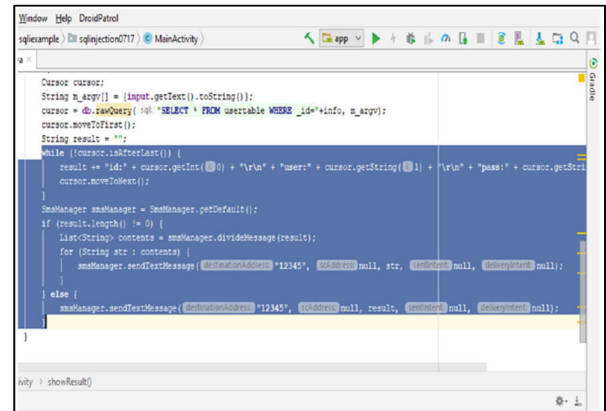 Window Help DroidPatrol
sqliexample sqlinjection0717 MainActivity app
Cursor cursor;
String m_argv[] = {input.getText().toString()};
cursor = db.rawQuery( sql: "SELECT * FROM usertable WHERE _id="+info, m_argv);
cursor.moveToFirst();
String result = "";
while (!cursor.isAfterLast()) {
result += "id:" + cursor.getInt( 0) + "\r\n" + "user:" + cursor.getString( 1) + "\r\n" + "pass:" + cursor.getStri
cursor.moveToNext();
}
SmsManager smsManager = SmsManager.getDefault();
if (result.length() != 0) {
List<String> contents = smsManager.divideMessage(result);
for (String str : contents) {
smsManager.sendTextMessage( destinationAddress: "12345", scAddress: null, str, sentIntent: null, deliveryIntent: null);
}
} else {
smsManager.sendTextMessage( destinationAddress: "12345", scAddress: null, result, sentIntent: null, deliveryIntent: null);
}
}
ivity showResult()
Gradle